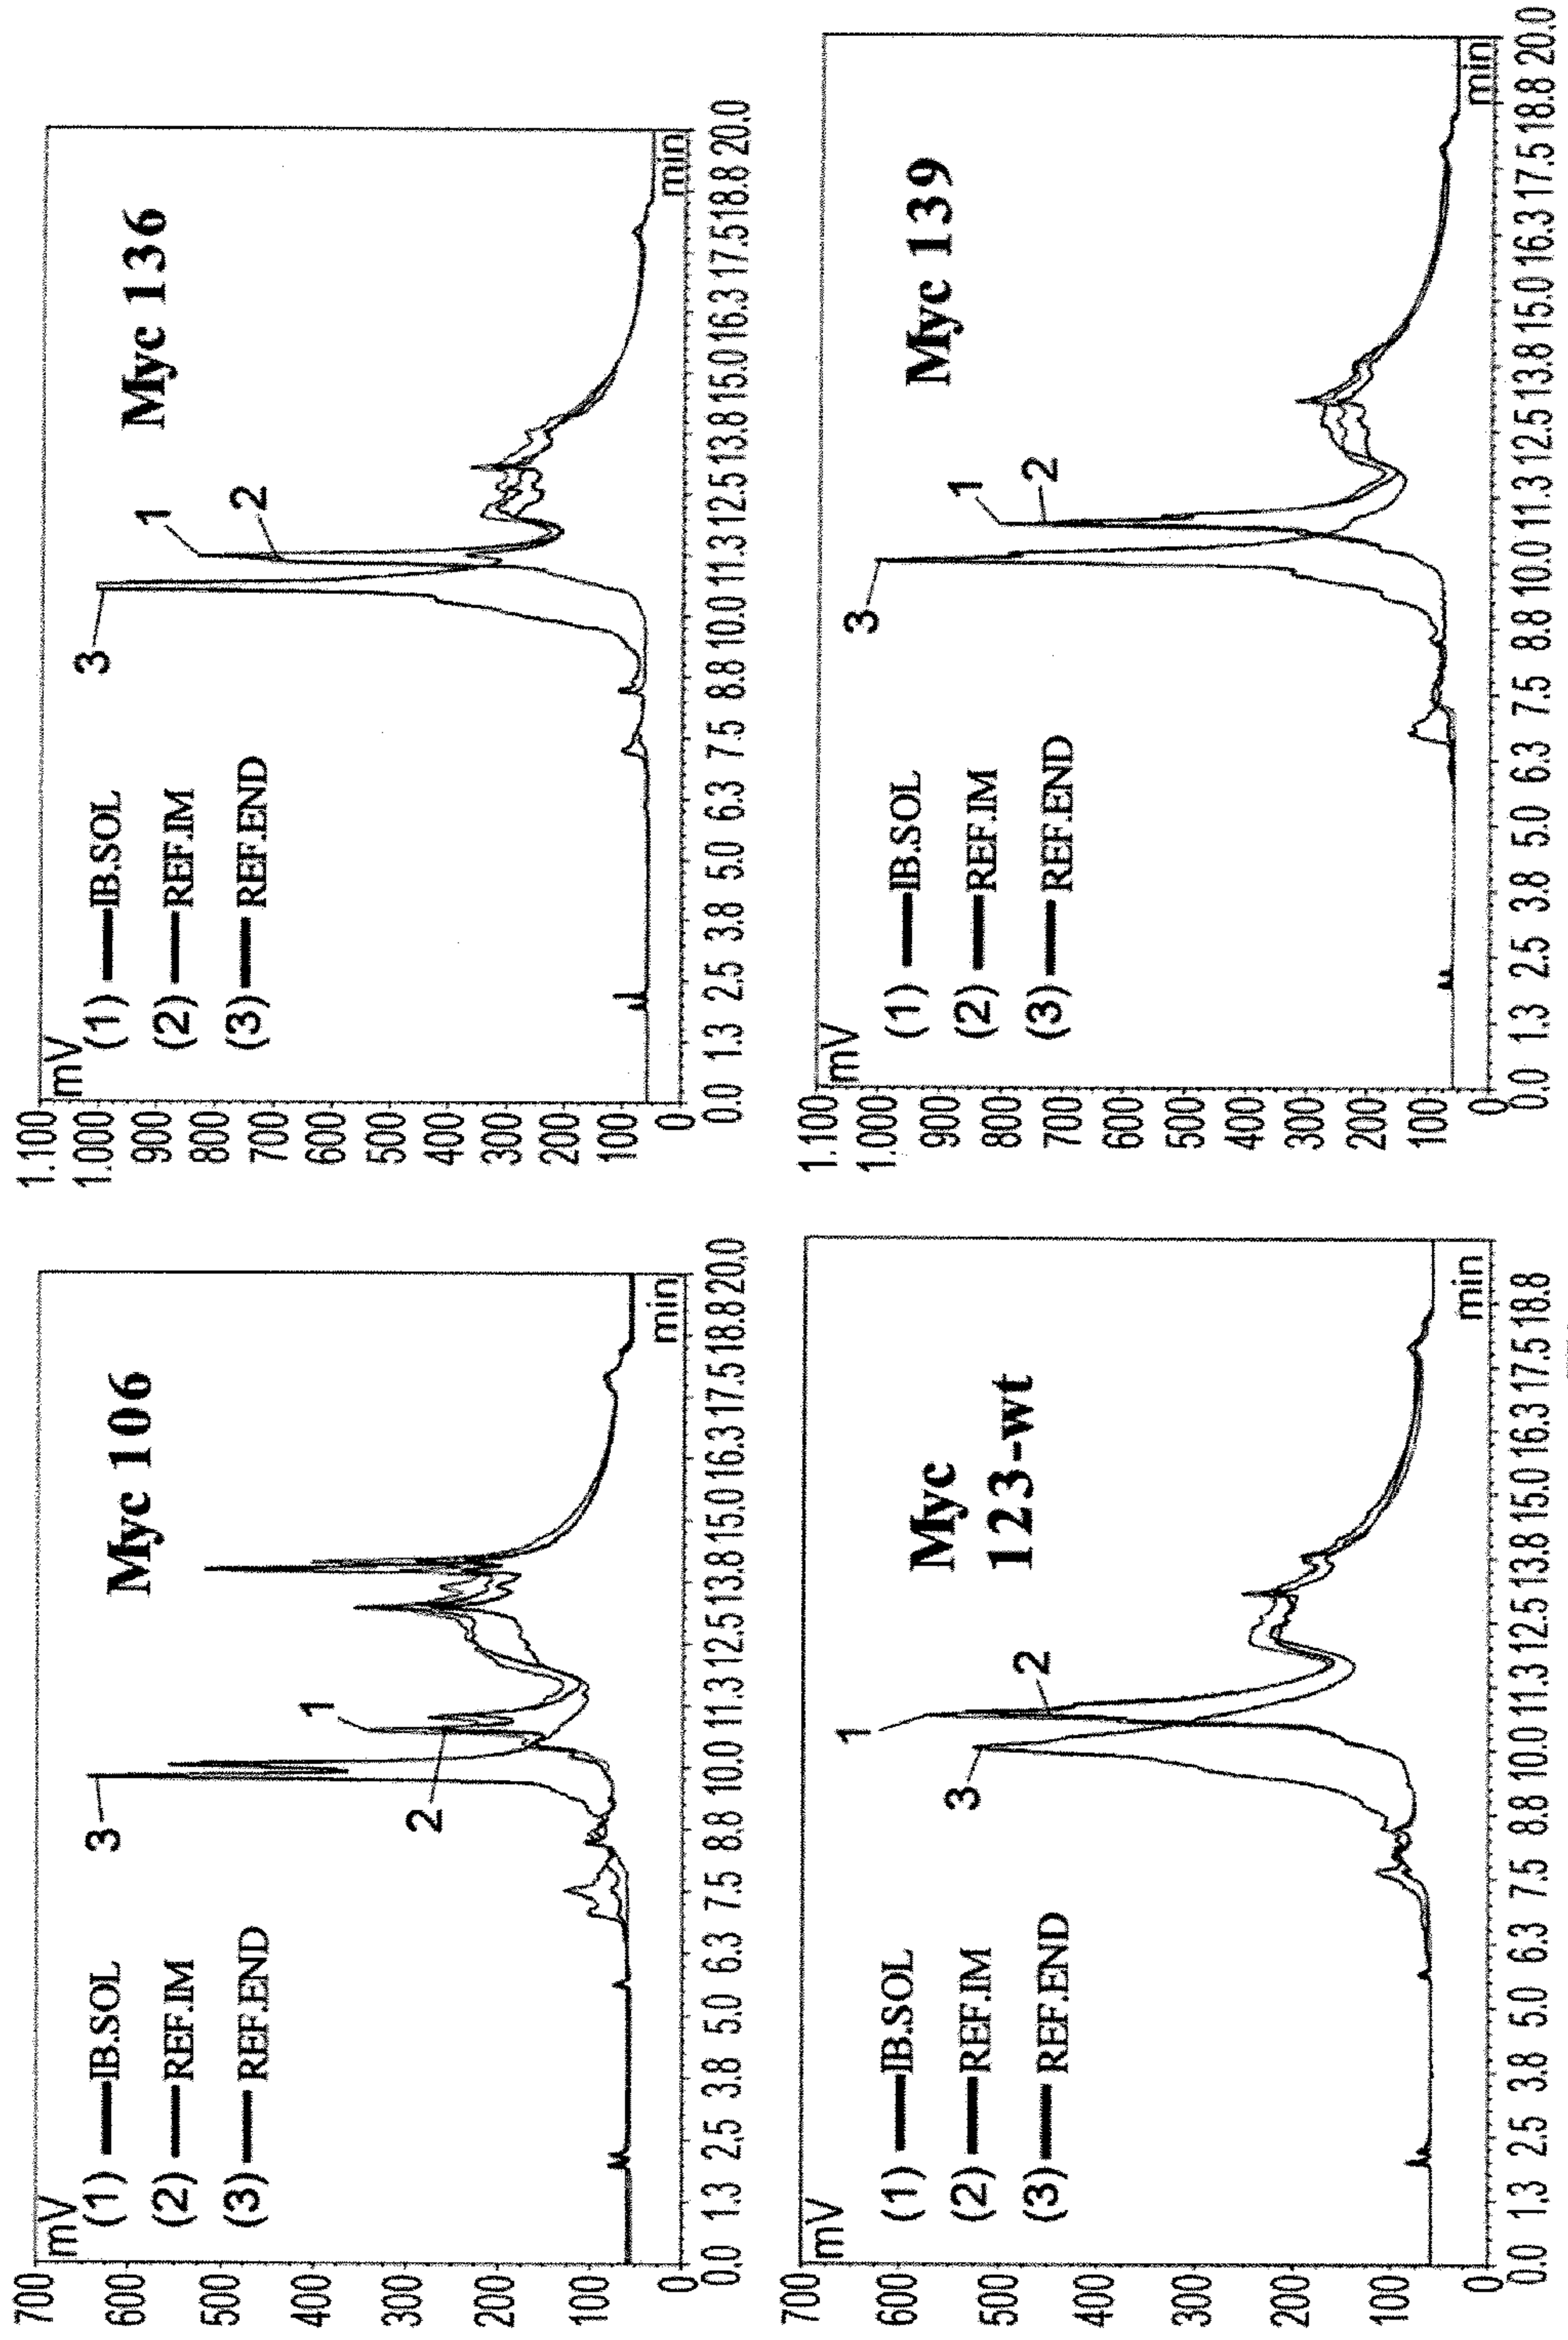 700
mV
600
500
400
300
200
100
0
(1) IB.SOL
(2) REF.IM
(3) REF.END
Myc 106
3
1
2
min
0.0 1.3 2.5 3.8 5.0 6.3 7.5 8.8 10.0 11.3 12.5 13.8 15.0 16.3 17.5 18.8 20.0
1.100
mV
1.000
900
800
700
600
500
400
300
200
100
0
(1) IB.SOL
(2) REF.IM
(3) REF.END
Myc 136
3
1
2
min
0.0 1.3 2.5 3.8 5.0 6.3 7.5 8.8 10.0 11.3 12.5 13.8 15.0 16.3 17.5 18.8 20.0
700
mV
600
500
400
300
200
100
0
(1) IB.SOL
(2) REF.IM
(3) REF.END
Myc
123-wt
1
3
2
min
0.0 1.3 2.5 3.8 5.0 6.3 7.5 8.8 10.0 11.3 12.5 13.8 15.0 16.3 17.5 18.8
1.100
mV
1.000
900
800
700
600
500
400
300
200
100
0
(1) IB.SOL
(2) REF.IM
(3) REF.END
Myc 139
3
1
2
min
0.0 1.3 2.5 3.8 5.0 6.3 7.5 8.8 10.0 11.3 12.5 13.8 15.0 16.3 17.5 18.8 20.0